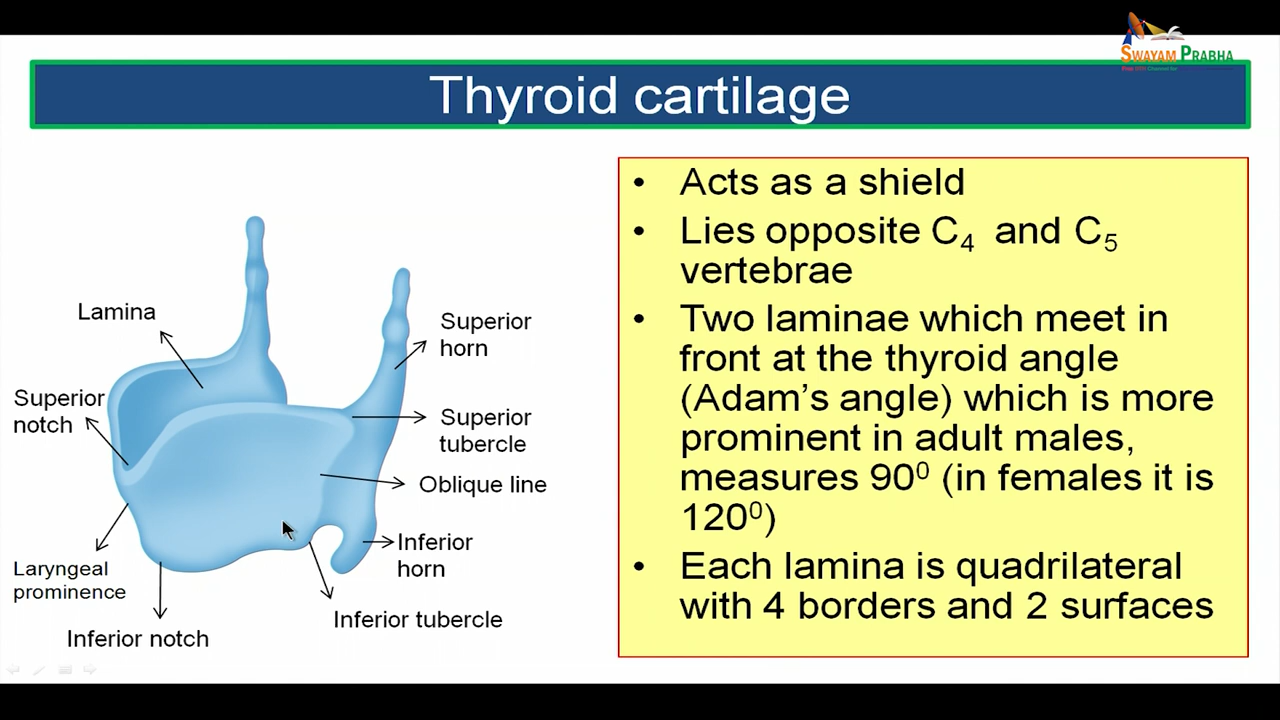 SWAYAM PRABHA
Thyroid cartilage
Lamina
Superior
notch
Laryngeal
prominence
Inferior notch
Superior
horn
Superior
tubercle
Oblique line
Inferior
horn
Inferior tubercle
• Acts as a shield
• Lies opposite C₄ and C₅
vertebrae
• Two laminae which meet in
front at the thyroid angle
(Adam’s angle) which is more
prominent in adult males,
measures 90⁰ (in females it is
120⁰)
• Each lamina is quadrilateral
with 4 borders and 2 surfaces